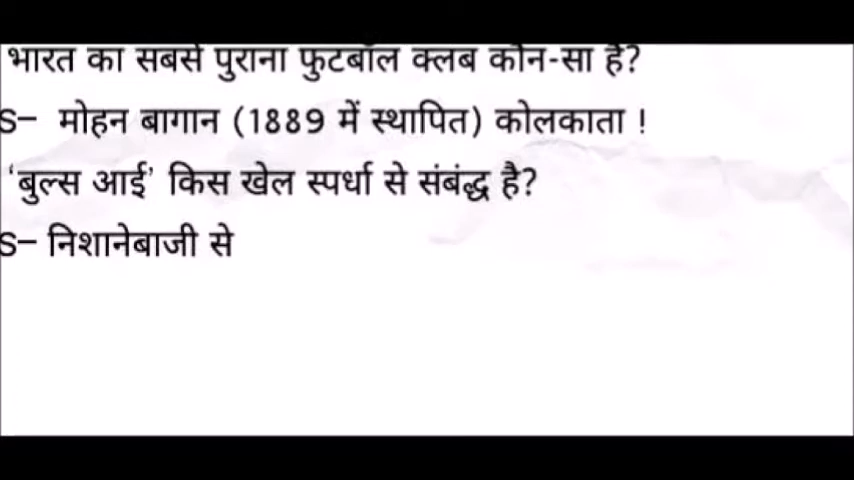 भारत का सबसे पुराना फुटबॉल क्लब कौन-सा है?
S– मोहन बागान (1889 में स्थापित) कोलकाता !
'बुल्स आई' किस खेल स्पर्धा से संबंद्ध है?
S– निशानेबाजी से